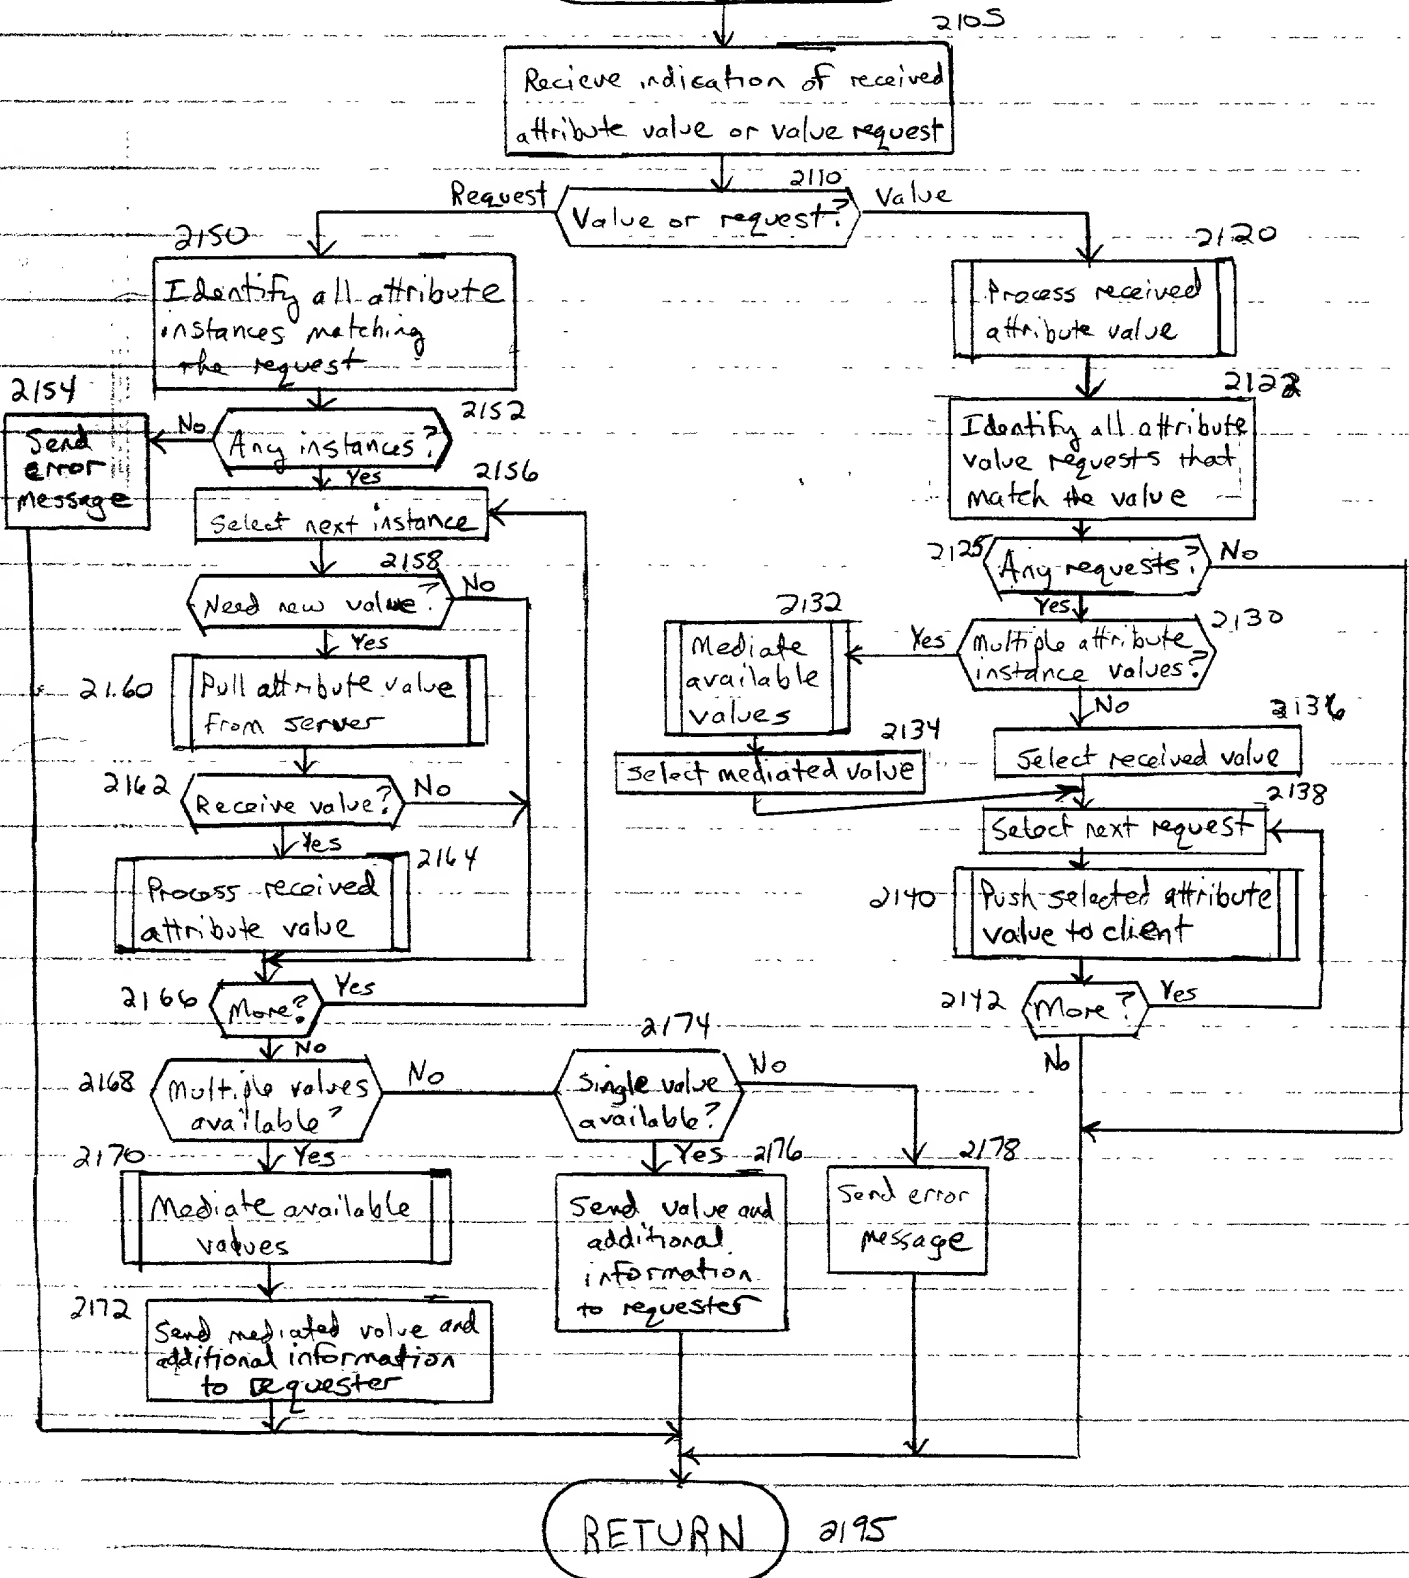 2105
Recieve indication of received
attribute value or value request
2110
Request
Value or request?
Value
2150
Identify all attribute
instances matching
the request
2154
Send
error
message
No
Any instances?
2152
Yes
2156
Select next instance
2158
Need new value?
No
Yes
2160
Pull attribute value
from server
2162
Receive value?
No
Yes
2164
Process received
attribute value
2166
More?
Yes
No
2168
Multiple values
available?
No
2174
Single value
available?
No
Yes
2170
Mediate available
values
2172
Send mediated value and
additional information
to requester
Yes
2176
Send value and
additional
information
to requester
2178
Send error
message
2120
Process received
attribute value
2122
Identify all attribute
value requests that
match the value
2125
Any requests?
No
Yes
2130
Multiple attribute
instance values?
Yes
2132
Mediate
available
values
2134
Select mediated value
No
2136
Select received value
2138
Select next request
2140
Push selected attribute
value to client
2142
More?
Yes
No
RETURN
2195